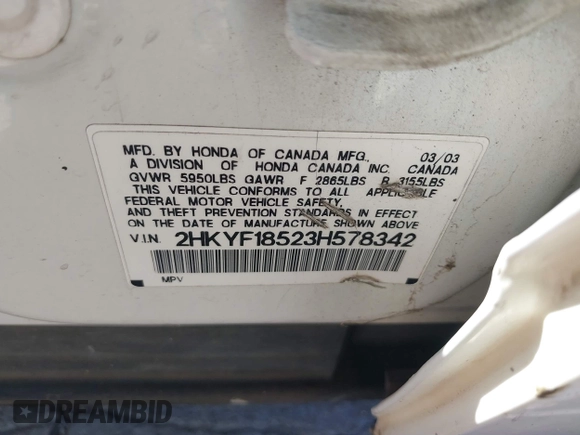 MFD. BY HONDA OF CANADA MFG., 03/03
A DIVISION OF HONDA CANADA INC. CANADA
GVWR 5950LBS GAWR F 2865LBS R 3155LBS
THIS VEHICLE CONFORMS TO ALL APPLICABLE
FEDERAL MOTOR VEHICLE SAFETY,
AND THEFT PREVENTION STANDARDS IN EFFECT
ON THE DATE OF MANUFACTURE SHOWN ABOVE
V.I.N. 2HKYF18523H578342
MPV
DREAMBID